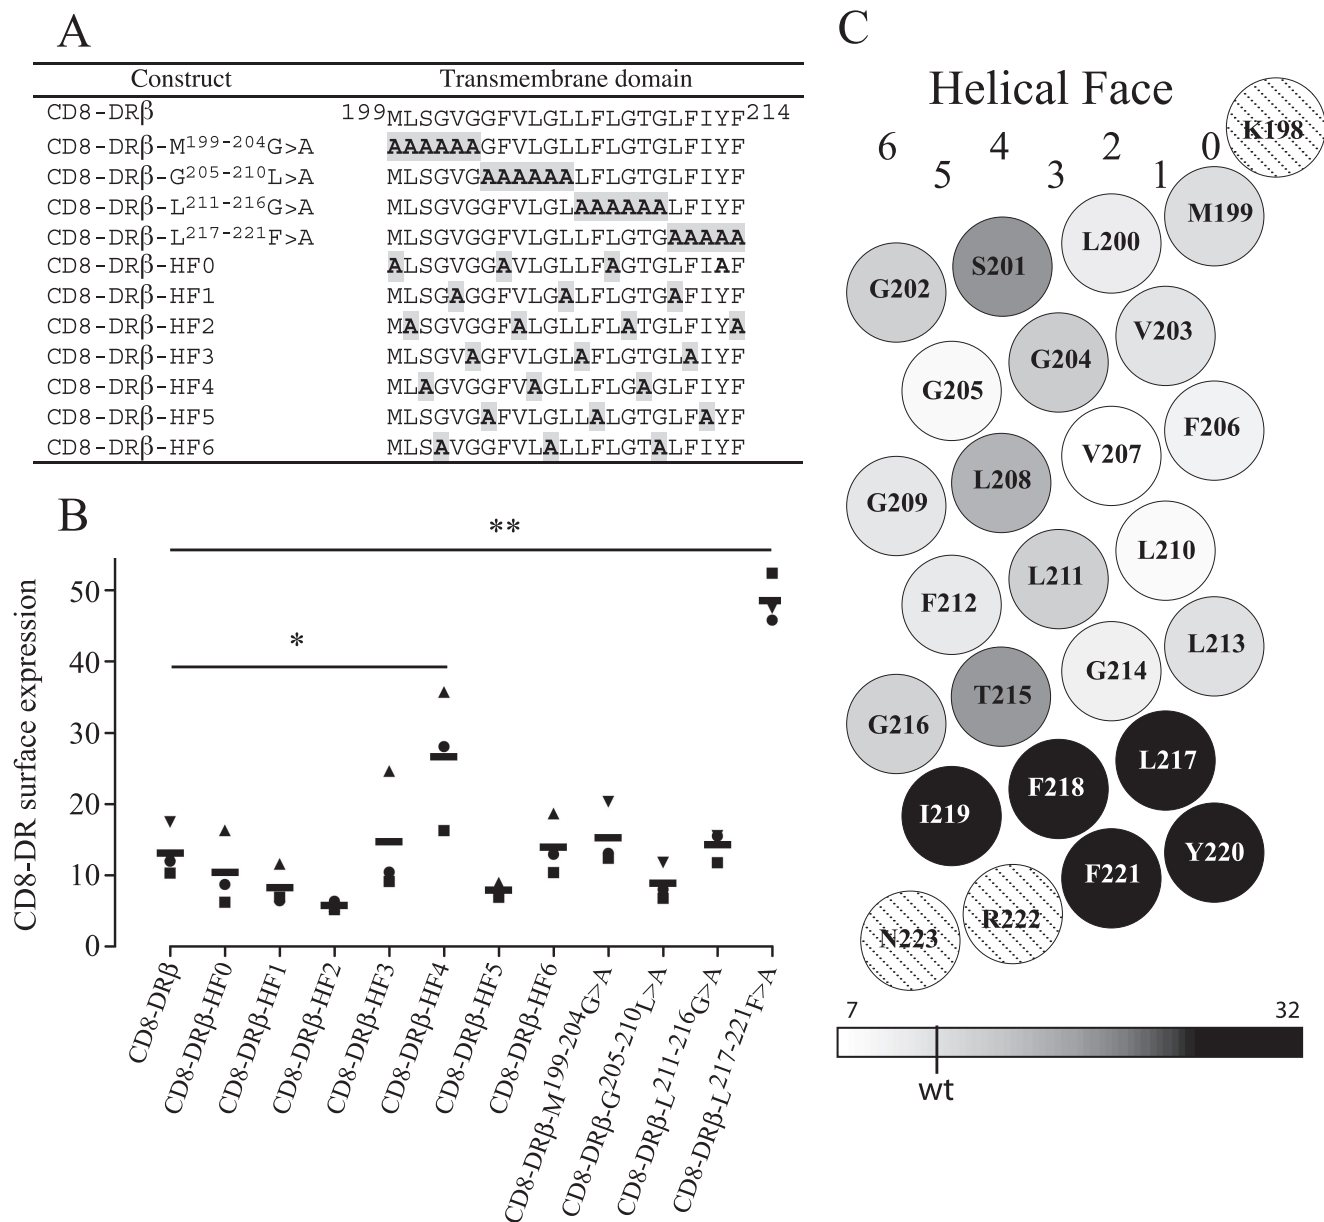 A
Construct Transmembrane domain
CD8-DRβ 199MLSGVGGFVLGLLFLGTGLFIYF214
CD8-DRβ-M199-204G>A AAAAAAGFVLGLLFLGTGLFIYF
CD8-DRβ-G205-210L>A MLSGVGAAAAAALFLGTGLFIYF
CD8-DRβ-L211-216G>A MLSGVGGFVLGLAAAAAALFIYF
CD8-DRβ-L217-221F>A MLSGVGGFVLGLLFLGTGAAAAA
CD8-DRβ-HF0 ALSGVGGAVLGLLFAGTGLFIAF
CD8-DRβ-HF1 MLSGAGGFVLGALFLGTGAFIYF
CD8-DRβ-HF2 MASGVGGFALGLLFLATGLFIYA
CD8-DRβ-HF3 MLSGVAGFVLGLAFLGTGLAIYF
CD8-DRβ-HF4 MLAGVGGFVAGLLFLGAGLFIYF
CD8-DRβ-HF5 MLSGVGAFVLGLLALGTGLFAYF
CD8-DRβ-HF6 MLSAVGGFVLALLFLGTALFIYF
B
CD8-DR surface expression
50
40
30
20
10
0
*
**
CD8-DRβ
CD8-DRβ-HF0
CD8-DRβ-HF1
CD8-DRβ-HF2
CD8-DRβ-HF3
CD8-DRβ-HF4
CD8-DRβ-HF5
CD8-DRβ-HF6
CD8-DRβ-M199-204G>A
CD8-DRβ-G205-210L>A
CD8-DRβ-L211-216G>A
CD8-DRβ-L217-221F>A
C
Helical Face
6 5 4 3 2 1 0
K198
M199
L200
S201
G202
V203
G204
G205
F206
V207
L208
G209
L210
L211
F212
L213
G214
T215
G216
L217
F218
I219
Y220
F221
R222
N223
7 32
wt